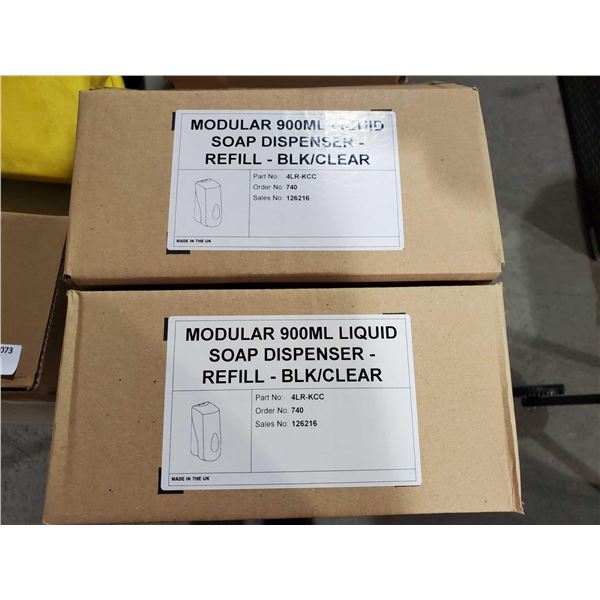 MODULAR 900ML LIQUID
SOAP DISPENSER -
REFILL - BLK/CLEAR
Part No: 4LR-KCC
Order No: 740
Sales No: 126216
MADE IN THE UK
073
MODULAR 900ML LIQUID
SOAP DISPENSER -
REFILL - BLK/CLEAR
Part No: 4LR-KCC
Order No: 740
Sales No: 126216
MADE IN THE UK